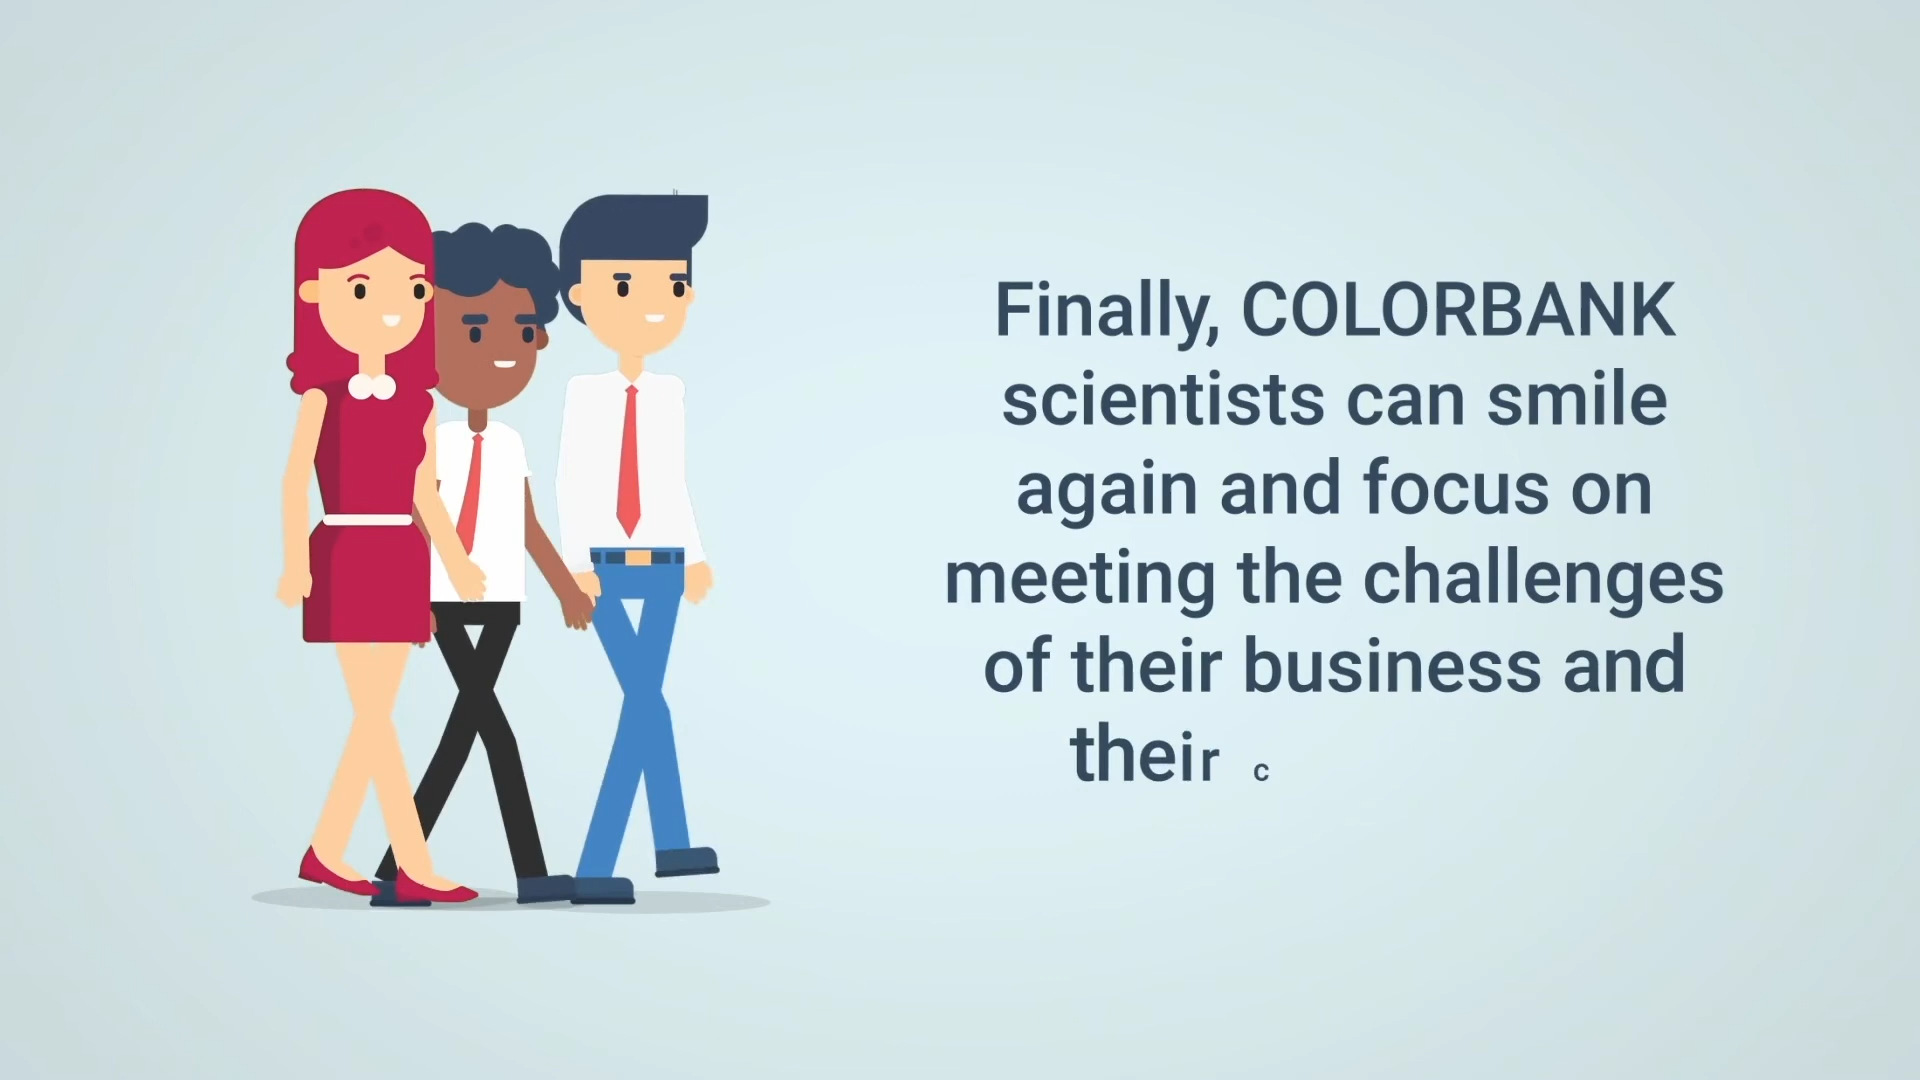 Finally, COLORBANK
scientists can smile
again and focus on
meeting the challenges
of their business and
their c